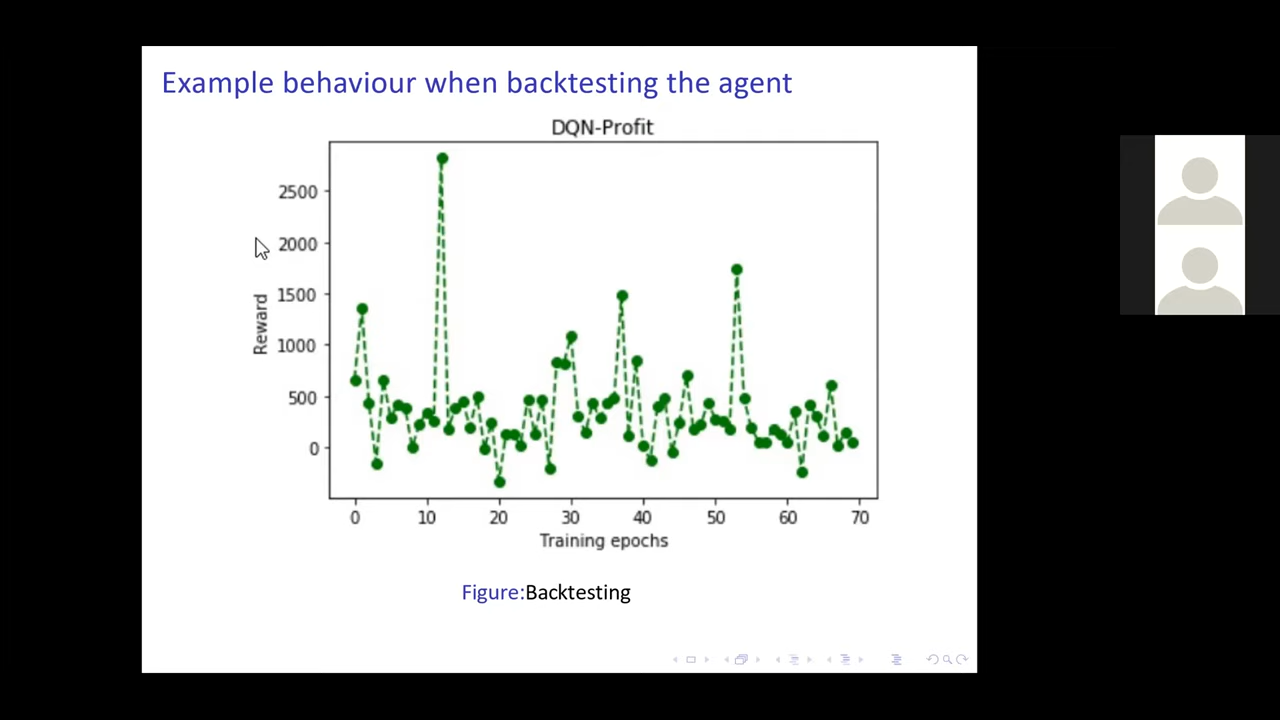 Example behaviour when backtesting the agent
DQN-Profit
2500
2000
1500
1000
500
0
Reward
0 10 20 30 40 50 60 70
Training epochs
Figure:Backtesting